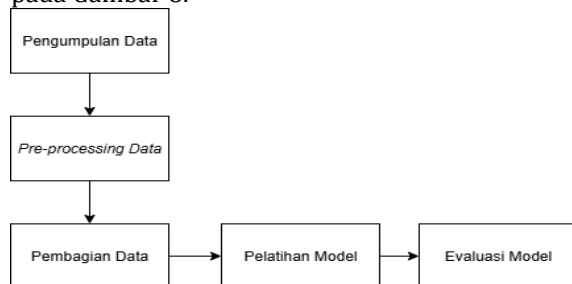 pada Gambar 3.
Pengumpulan Data
Pre-processing Data
Pembagian Data
Pelatihan Model
Evaluasi Model